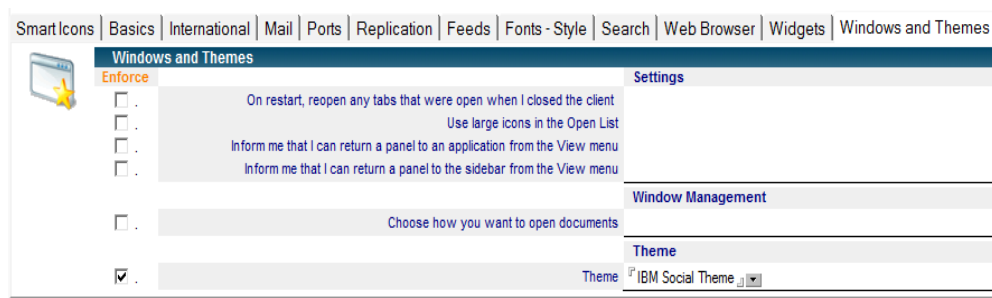 Smart Icons | Basics | International | Mail | Ports | Replication | Feeds | Fonts - Style | Search | Web Browser | Widgets | Windows and Themes
Windows and Themes
Enforce Settings
. On restart, reopen any tabs that were open when I closed the client
. Use large icons in the Open List
. Inform me that I can return a panel to an application from the View menu
. Inform me that I can return a panel to the sidebar from the View menu
Window Management
. Choose how you want to open documents
Theme
. Theme IBM Social Theme